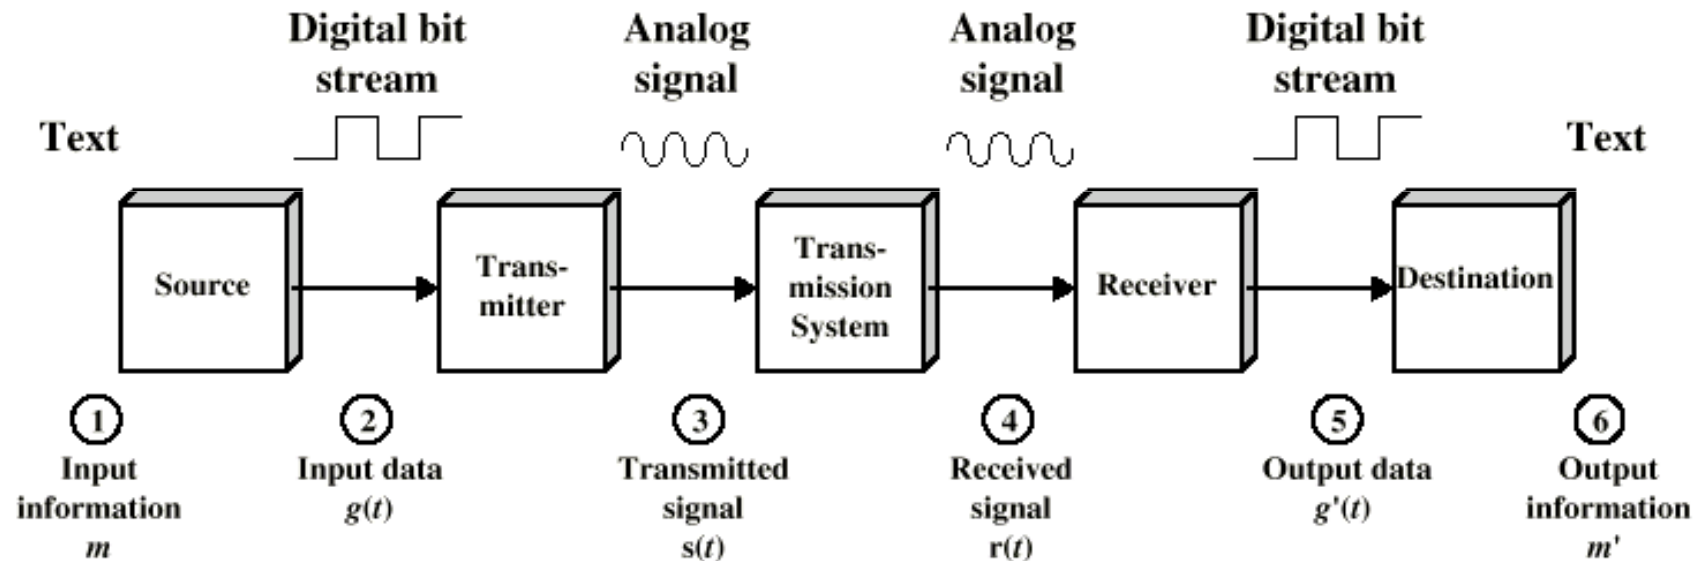 Digital bit
stream
Analog
signal
Analog
signal
Digital bit
stream
Text
Text
Source
Trans-
mitter
Trans-
mission
System
Receiver
Destination
1
Input
information
m
2
Input data
g(t)
3
Transmitted
signal
s(t)
4
Received
signal
r(t)
5
Output data
g'(t)
6
Output
information
m'